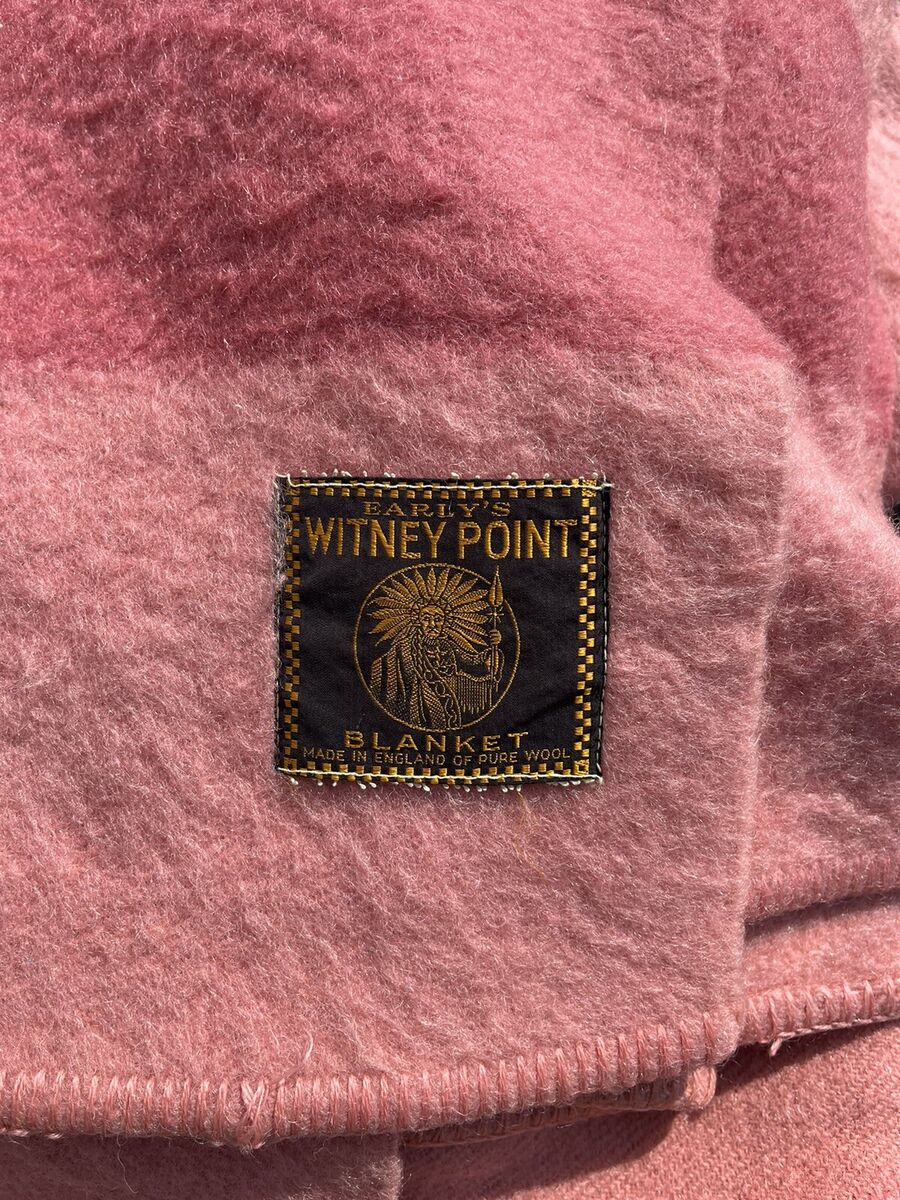 EARLY'S
WITNEY POINT
BLANKET
MADE IN ENGLAND OF PURE WOOL